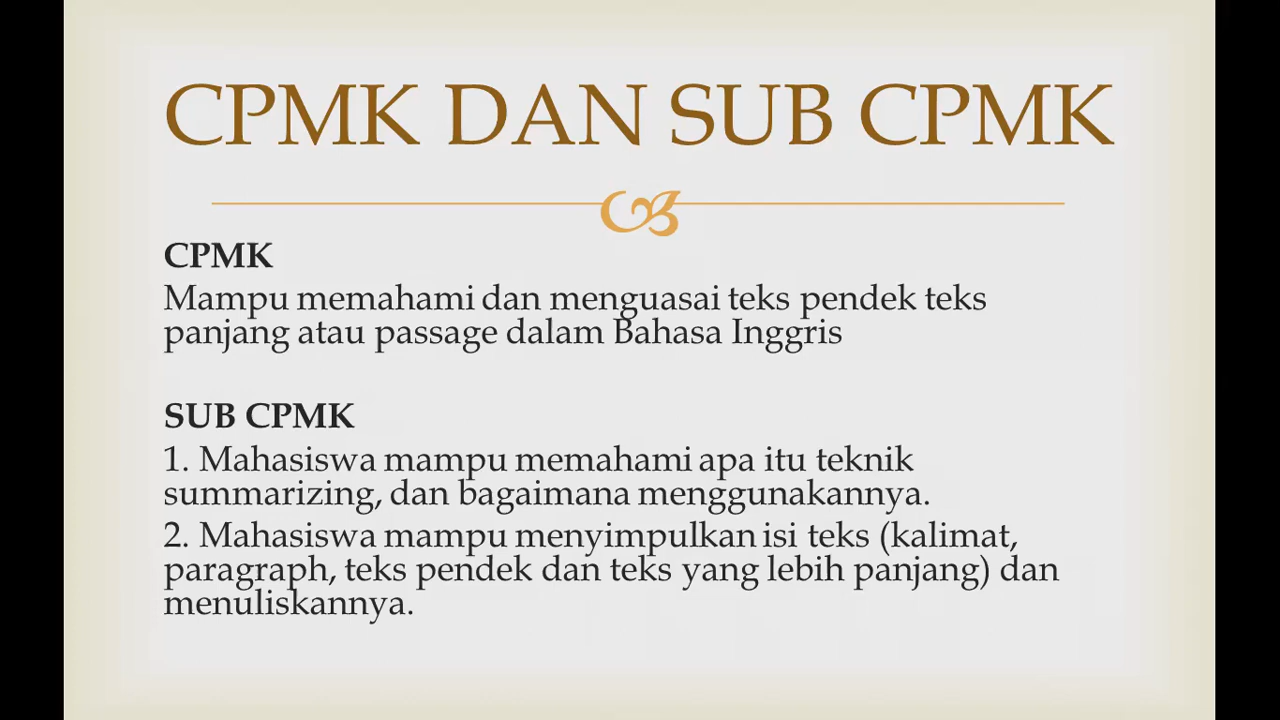 CPMK DAN SUB CPMK
CPMK
Mampu memahami dan menguasai teks pendek teks
panjang atau passage dalam Bahasa Inggris
SUB CPMK
1. Mahasiswa mampu memahami apa itu teknik
summarizing, dan bagaimana menggunakannya.
2. Mahasiswa mampu menyimpulkan isi teks (kalimat,
paragraph, teks pendek dan teks yang lebih panjang) dan
menuliskannya.